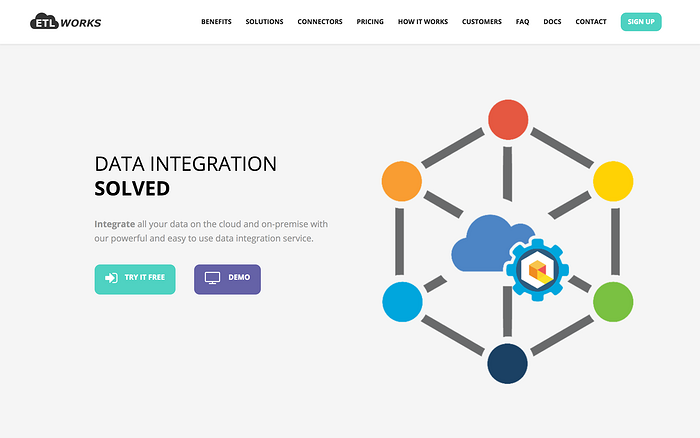 ETL WORKS
BENEFITS SOLUTIONS CONNECTORS PRICING HOW IT WORKS CUSTOMERS FAQ DOCS CONTACT SIGN UP
DATA INTEGRATION
SOLVED
Integrate all your data on the cloud and on-premise with
our powerful and easy to use data integration service.
TRY IT FREE DEMO